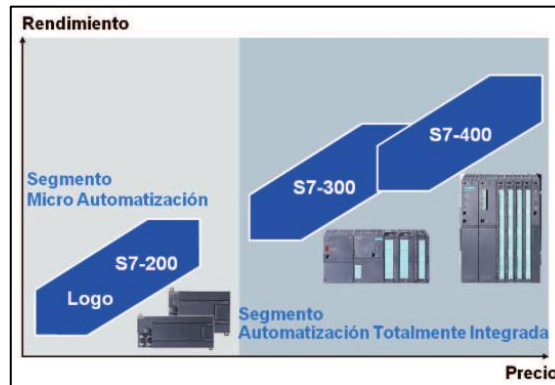 Rendimiento
S7-400
S7-300
Segmento
Micro Automatización
S7-200
Logo
Segmento
Automatización Totalmente Integrada
Precio